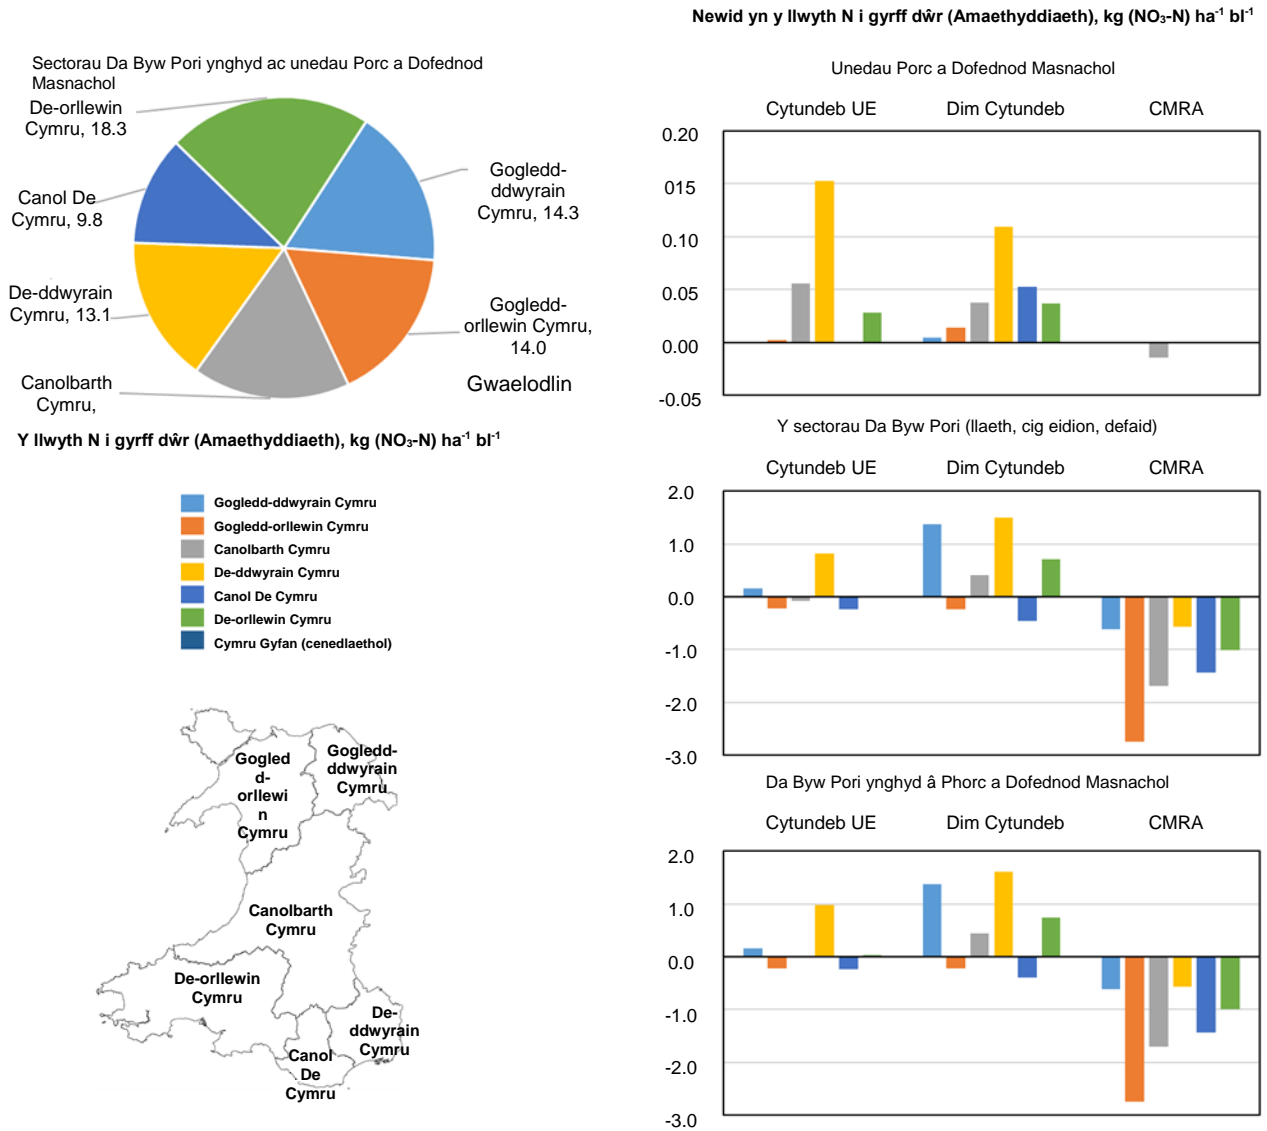 Sectorau Da Byw Pori ynghyd ac unedau Porc a Dofednod
Masnachol
De-orllewin
Cymru, 18.3
Gogledd-
ddwyrain
Cymru, 14.3
Canol De
Cymru, 9.8
De-ddwyrain
Cymru, 13.1
Gogledd-
orllewin Cymru,
14.0
Canolbarth
Cymru,
Gwaelodlin
Y llwyth N i gyrff dŵr (Amaethyddiaeth), kg (NO₃-N) ha⁻¹ bl⁻¹
Gogledd-ddwyrain Cymru
Gogledd-orllewin Cymru
Canolbarth Cymru
De-ddwyrain Cymru
Canol De Cymru
De-orllewin Cymru
Cymru Gyfan (cenedlaethol)
Gogled
d-
orllewi
n
Cymru
Gogledd-
ddwyrain
Cymru
Canolbarth
Cymru
De-orllewin
Cymru
De-
ddwyrain
Cymru
Canol
De
Cymru
Newid yn y llwyth N i gyrff dŵr (Amaethyddiaeth), kg (NO₃-N) ha⁻¹ bl⁻¹
Unedau Porc a Dofednod Masnachol
Cytundeb UE Dim Cytundeb CMRA
0.20
015
0.10
0.05
0.00
-0.05
Y sectorau Da Byw Pori (llaeth, cig eidion, defaid)
Cytundeb UE Dim Cytundeb CMRA
2.0
1.0
0.0
-1.0
-2.0
-3.0
Da Byw Pori ynghyd â Phorc a Dofednod Masnachol
Cytundeb UE Dim Cytundeb CMRA
2.0
1.0
0.0
-1.0
-2.0
-3.0